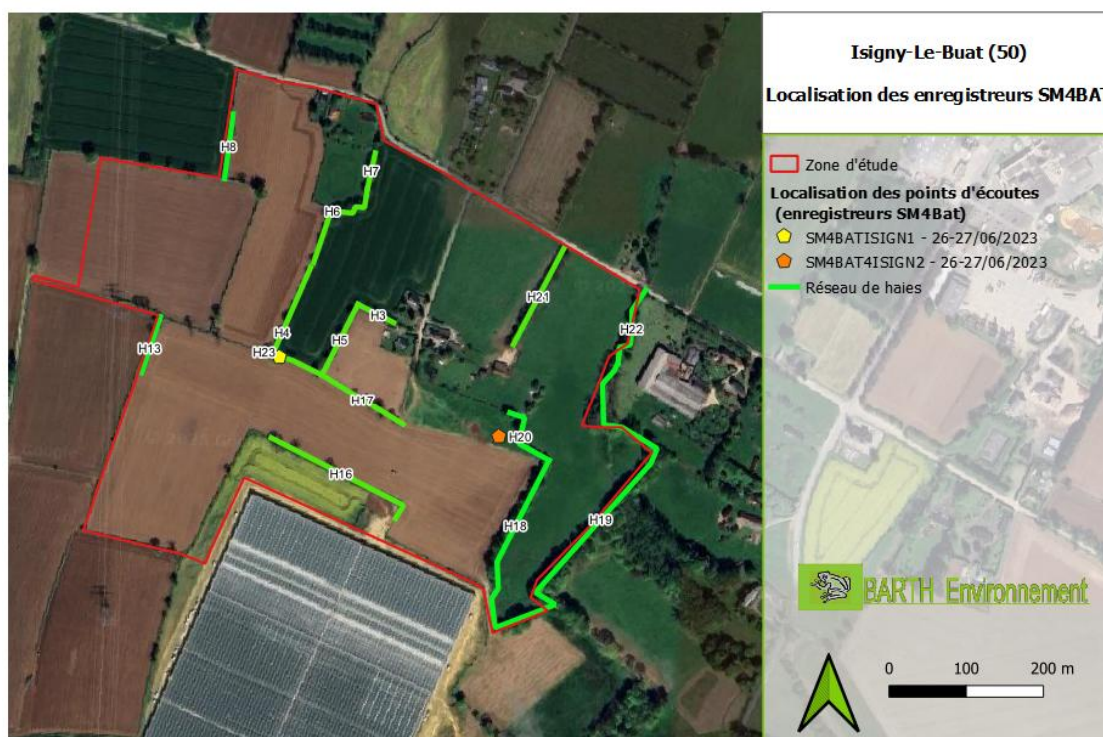 Isigny-Le-Buat (50)
Localisation des enregistreurs SM4BAT
Zone d'étude
Localisation des points d'écoutes
(enregistreurs SM4Bat)
SM4BATISIGN1 - 26-27/06/2023
SM4BAT4ISIGN2 - 26-27/06/2023
Réseau de haies
H8
H7
H6
H21
H3
H4
H22
H5
H23
H13
H17
H20
H16
H18
H19
BARTH Environnement
0 100 200 m